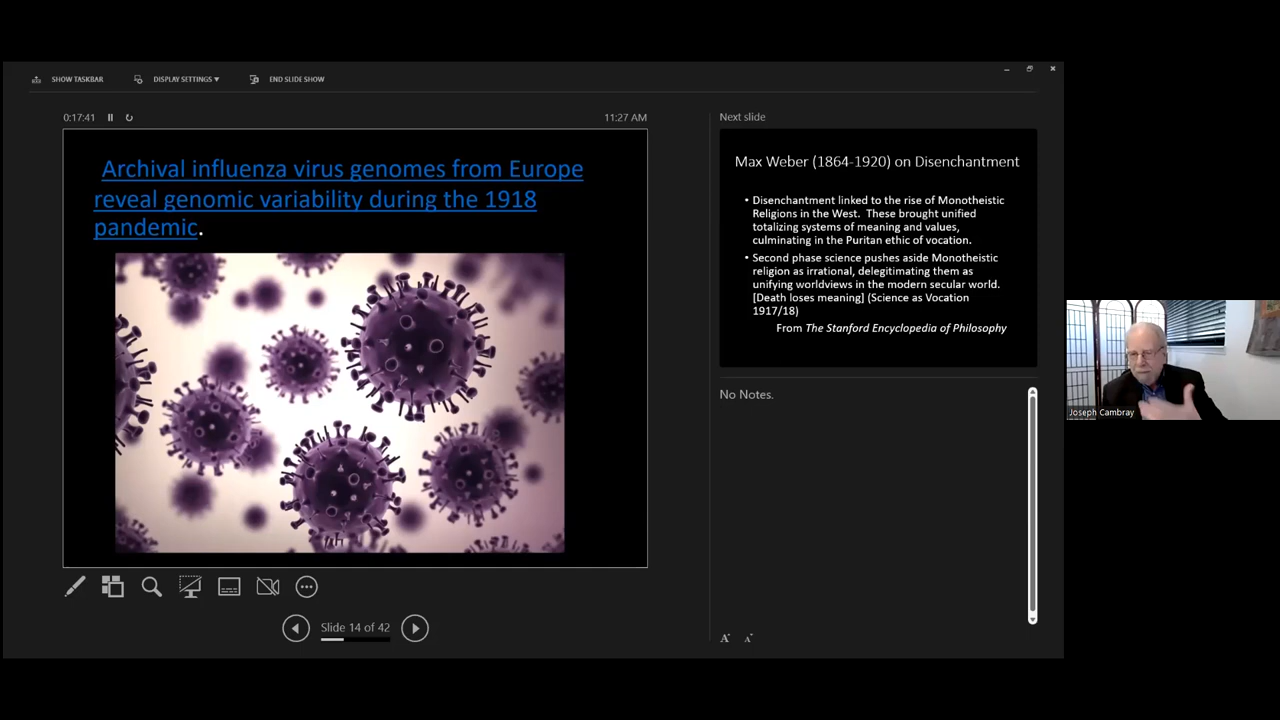 SHOW TASKBAR
DISPLAY SETTINGS ▾
END SLIDE SHOW
0:17:41
11:27 AM
Archival influenza virus genomes from Europe
reveal genomic variability during the 1918
pandemic.
Slide 14 of 42
Next slide
Max Weber (1864-1920) on Disenchantment
• Disenchantment linked to the rise of Monotheistic
Religions in the West. These brought unified
totalizing systems of meaning and values,
culminating in the Puritan ethic of vocation.
• Second phase science pushes aside Monotheistic
religion as irrational, delegitimating them as
unifying worldviews in the modern secular world.
[Death loses meaning] (Science as Vocation
1917/18)
From The Stanford Encyclopedia of Philosophy
No Notes.
A A
Joseph Cambray